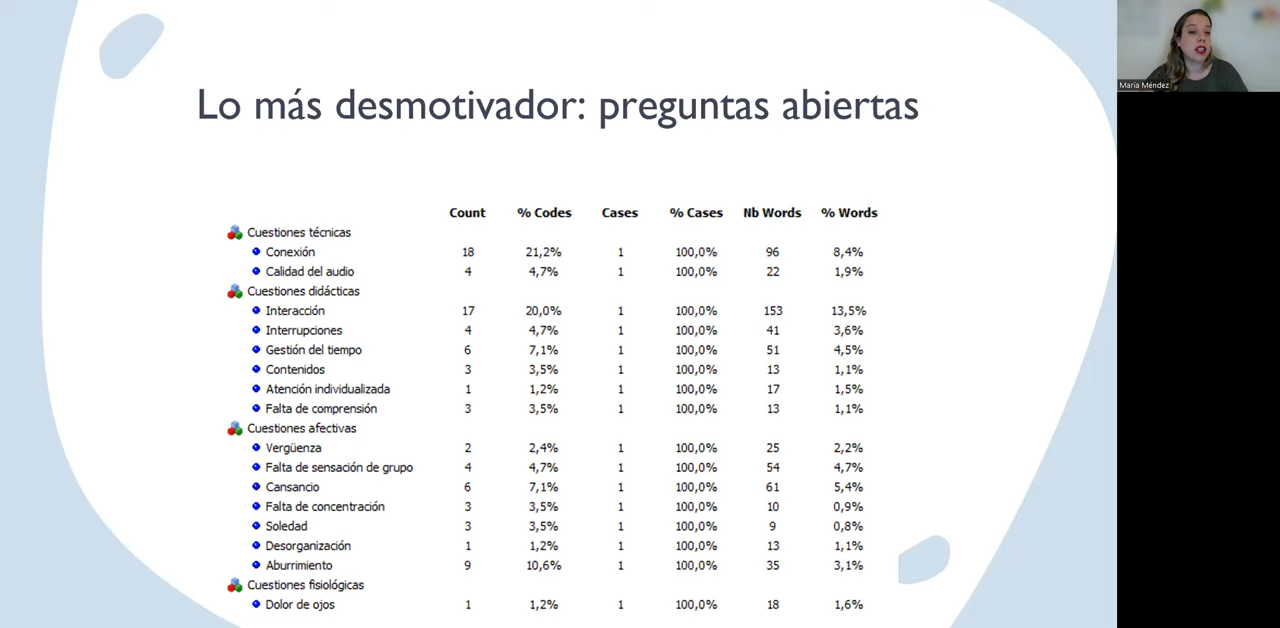 Lo más desmotivador: preguntas abiertas
María Méndez
Count % Codes Cases % Cases Nb Words % Words
Cuestiones técnicas
Conexión 18 21,2% 1 100,0% 96 8,4%
Calidad del audio 4 4,7% 1 100,0% 22 1,9%
Cuestiones didácticas
Interacción 17 20,0% 1 100,0% 153 13,5%
Interrupciones 4 4,7% 1 100,0% 41 3,6%
Gestión del tiempo 6 7,1% 1 100,0% 51 4,5%
Contenidos 3 3,5% 1 100,0% 13 1,1%
Atención individualizada 1 1,2% 1 100,0% 17 1,5%
Falta de comprensión 3 3,5% 1 100,0% 13 1,1%
Cuestiones afectivas
Vergüenza 2 2,4% 1 100,0% 25 2,2%
Falta de sensación de grupo 4 4,7% 1 100,0% 54 4,7%
Cansancio 6 7,1% 1 100,0% 61 5,4%
Falta de concentración 3 3,5% 1 100,0% 10 0,9%
Soledad 3 3,5% 1 100,0% 9 0,8%
Desorganización 1 1,2% 1 100,0% 13 1,1%
Aburrimiento 9 10,6% 1 100,0% 35 3,1%
Cuestiones fisiológicas
Dolor de ojos 1 1,2% 1 100,0% 18 1,6%